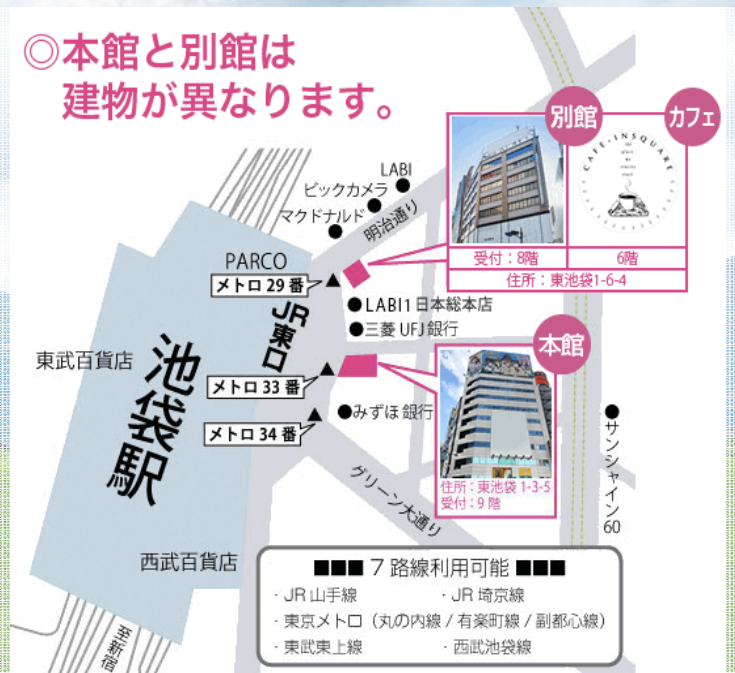 ◎本館と別館は
建物が異なります。
別館
カフェ
CAFE・INSQUARE
受付：8階
6階
住所：東池袋1-6-4
LABI
ビックカメラ
マクドナルド
明治通り
PARCO
メトロ 29 番
JR東口
LABI1日本総本店
三菱 UFJ 銀行
本館
東武百貨店
池袋駅
メトロ 33 番
みずほ銀行
メトロ 34 番
住所：東池袋 1-3-5
受付：9 階
サンシャイン60
グリーン大通り
西武百貨店
至新宿
■■■ 7 路線利用可能 ■■■
· JR 山手線
· JR 埼京線
· 東京メトロ（丸の内線 / 有楽町線 / 副都心線）
· 東武東上線
· 西武池袋線